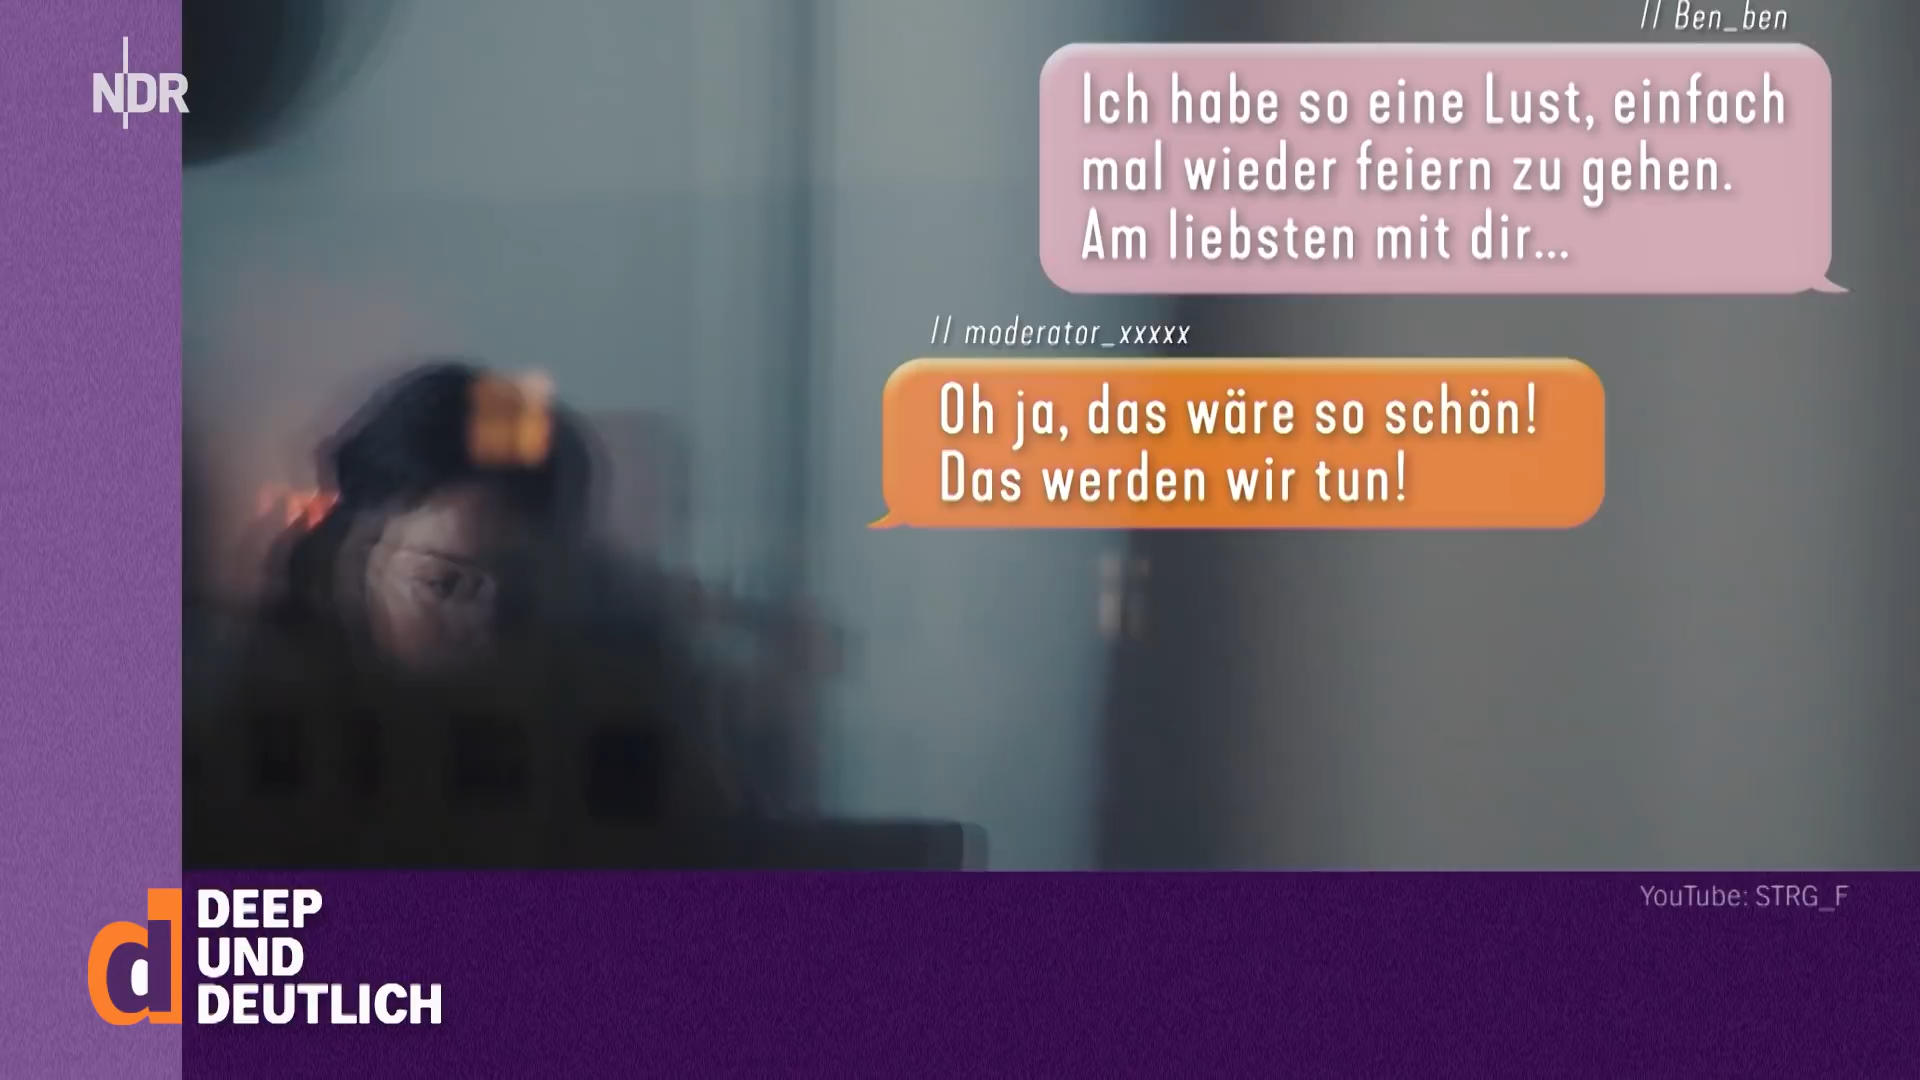 // Ben_ben
NDR
Ich habe so eine Lust, einfach
mal wieder feiern zu gehen.
Am liebsten mit dir...
// moderator_xxxxx
Oh ja, das wäre so schön!
Das werden wir tun!
YouTube: STRG_F
d
DEEP
UND
DEUTLICH